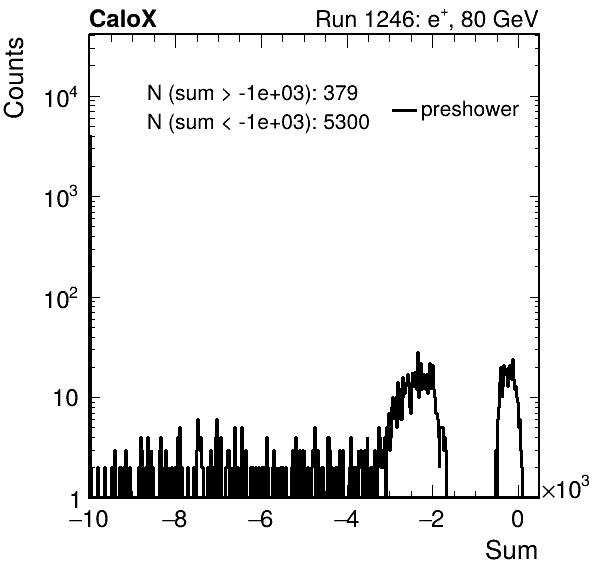 CaloX Run 1246: e⁺, 80 GeV
Counts
N (sum > -1e+03): 379
N (sum < -1e+03): 5300
preshower
10⁴
10³
10²
10
1
−10 −8 −6 −4 −2 0
×10³
Sum